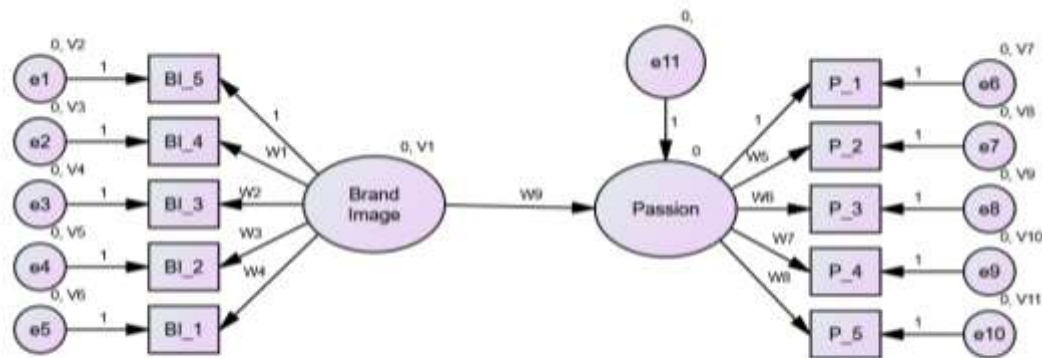 0, V2
e1
1
BI_5
0, V3
e2
1
BI_4
0, V4
e3
1
BI_3
0, V5
e4
1
BI_2
0, V6
e5
1
BI_1
1
W1
W2
W3
W4
0, V1
Brand
Image
W9
0,
e11
1
0
Passion
1
W5
W6
W7
W8
P_1
1
0, V7
e6
P_2
1
0, V8
e7
P_3
1
0, V9
e8
P_4
1
0, V10
e9
P_5
1
0, V11
e10